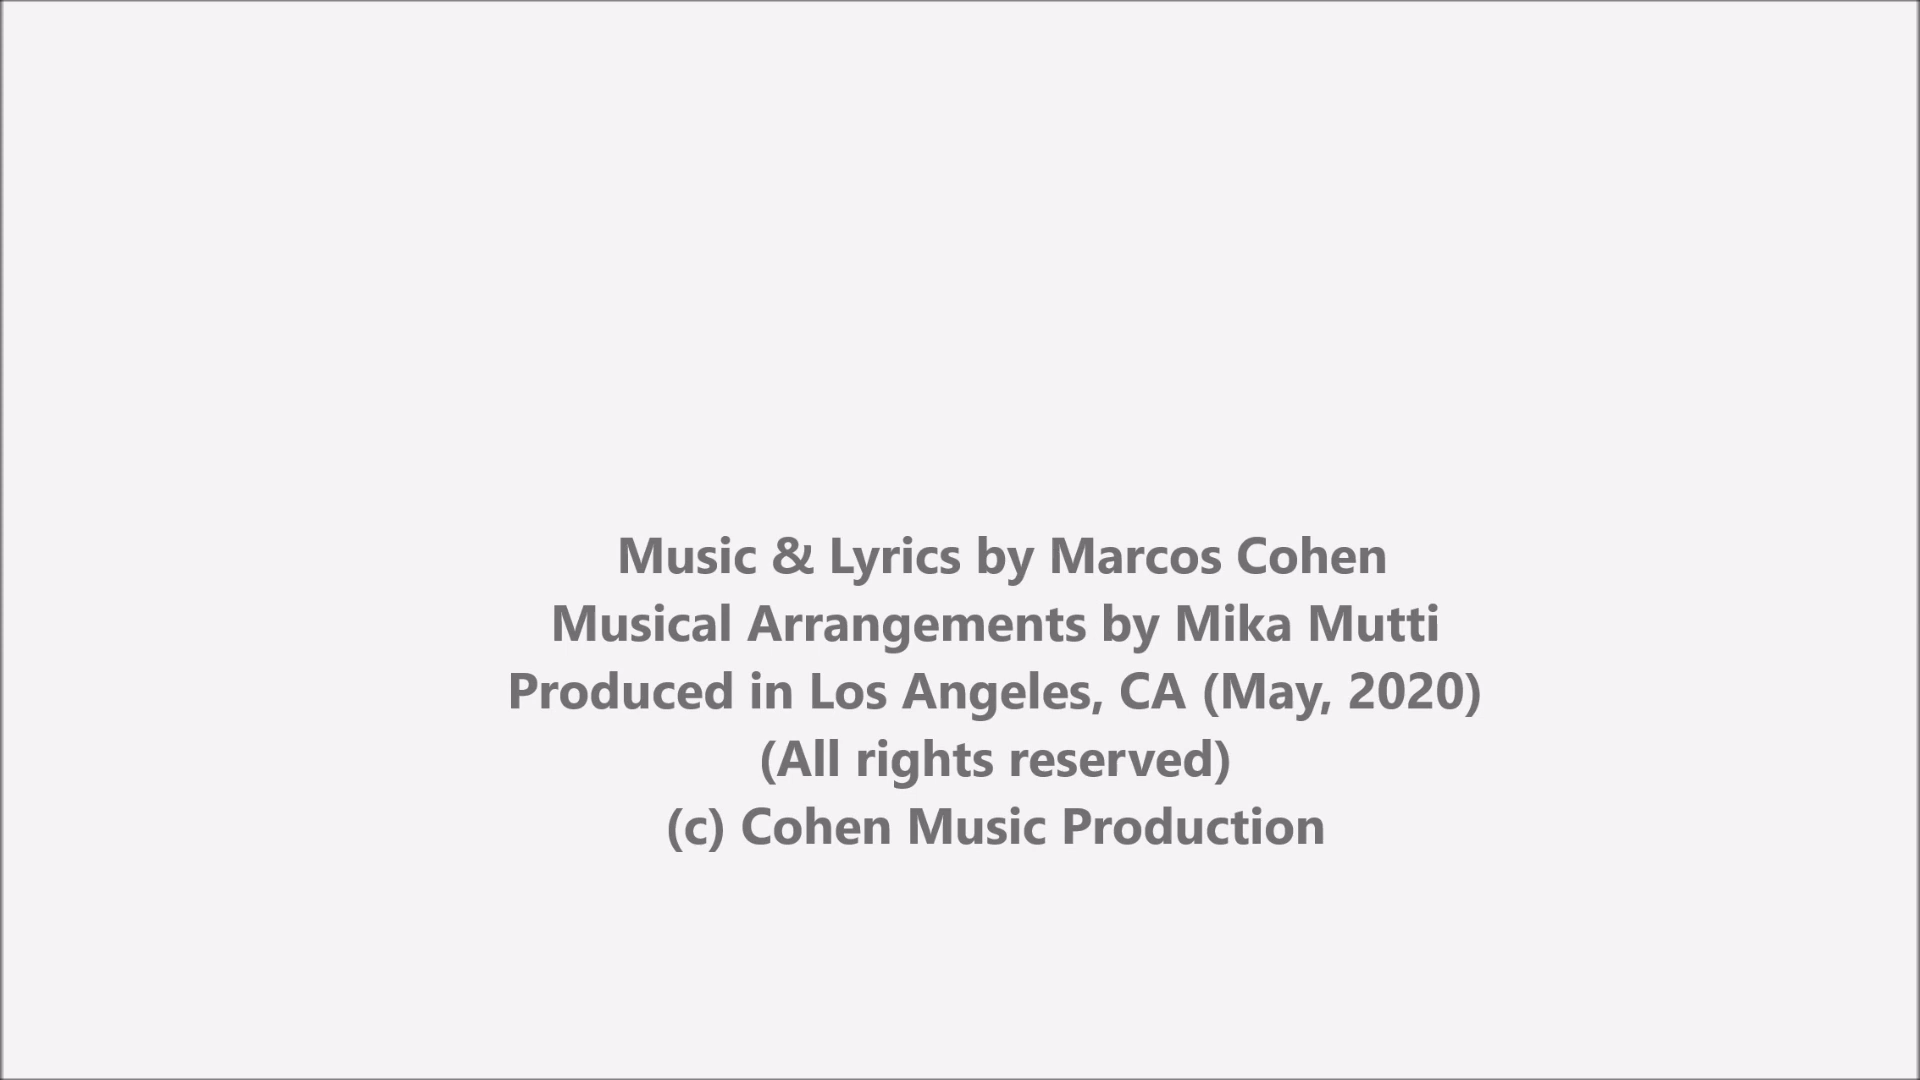 Music & Lyrics by Marcos Cohen
Musical Arrangements by Mika Mutti
Produced in Los Angeles, CA (May, 2020)
(All rights reserved)
(c) Cohen Music Production